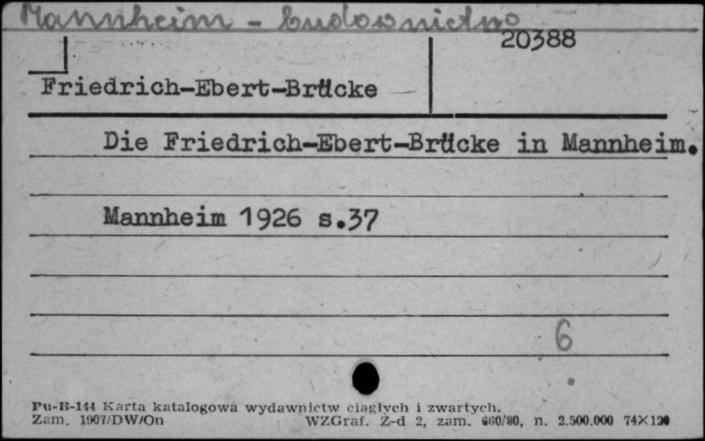 Mannheim - budownictwo
20388
Friedrich-Ebert-Brücke
Die Friedrich-Ebert-Brücke in Mannheim.
Mannheim 1926 s.37
6
Pu-B-144 Karta katalogowa wydawnictw ciągłych i zwartych.
Zam. 1907/DW/On WZGraf. Z-d 2, zam. 660/80, n. 2.500.000 74×120